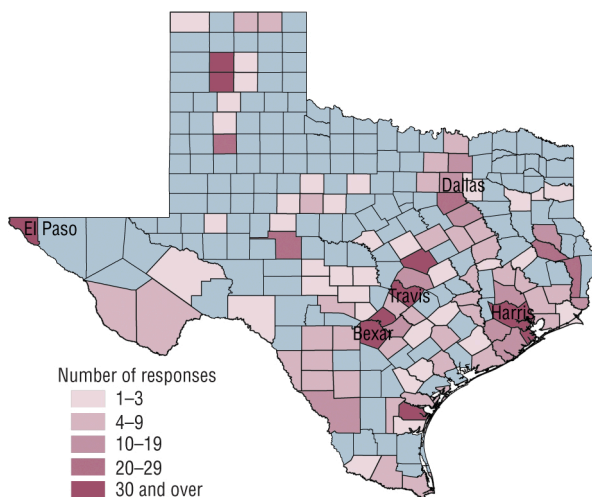 Dallas
El Paso
Travis
Harris
Bexar
Number of responses
1–3
4–9
10–19
20–29
30 and over